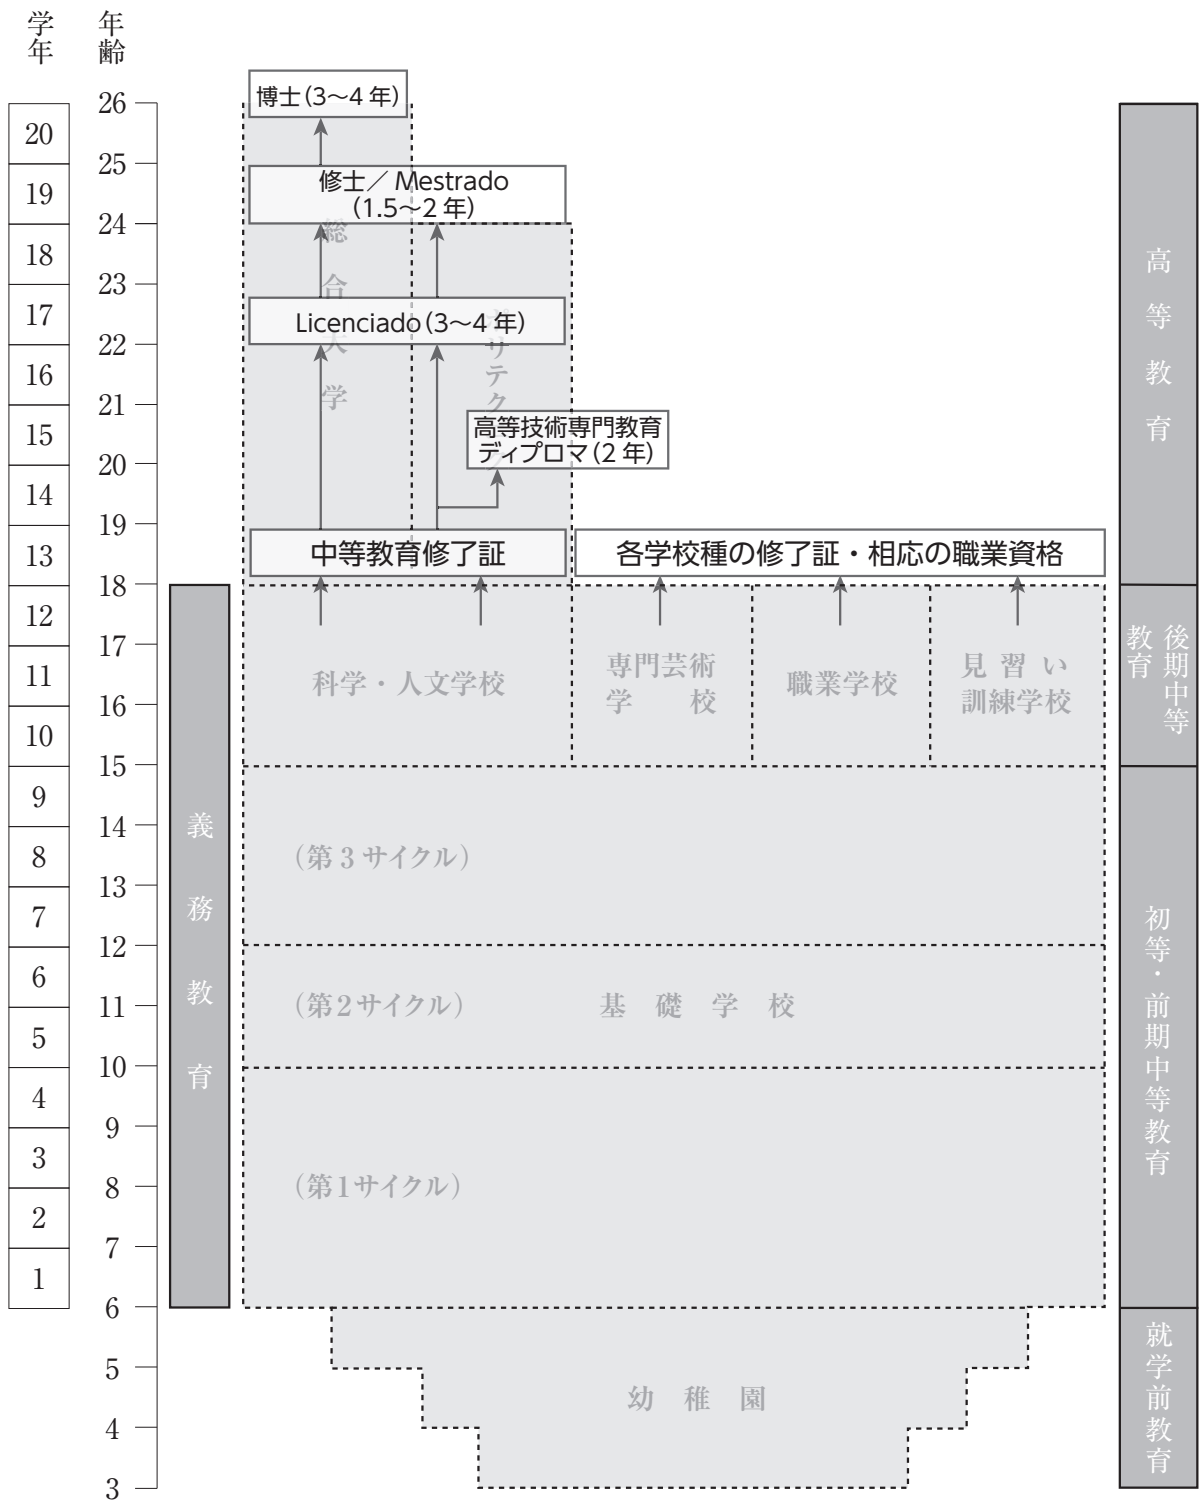 学年
年齢
20
19
18
17
16
15
14
13
12
11
10
9
8
7
6
5
4
3
2
1
26
25
24
23
22
21
20
19
18
17
16
15
14
13
12
11
10
9
8
7
6
5
4
3
義務教育
博士(3〜4年)
修士／Mestrado
(1.5〜2年)
総合大学
Licenciado(3〜4年)
高等技術専門教育
ディプロマ(2年)
中等教育修了証
各学校種の修了証・相応の職業資格
科学・人文学校
専門芸術
学校
職業学校
見習い
訓練学校
(第3サイクル)
(第2サイクル)
基礎学校
(第1サイクル)
幼稚園
高等教育
後期中等
教育
初等・前期中等教育
就学前教育